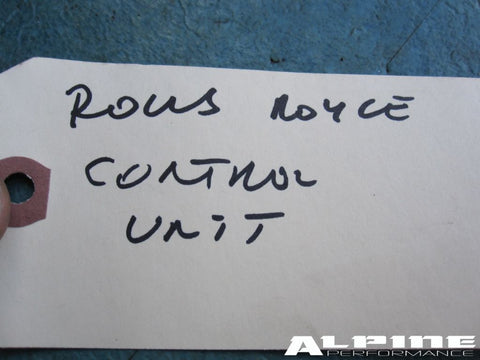 ROLLS ROYCE
CONTROL
UNIT
ALPINE
PERFORMANCE